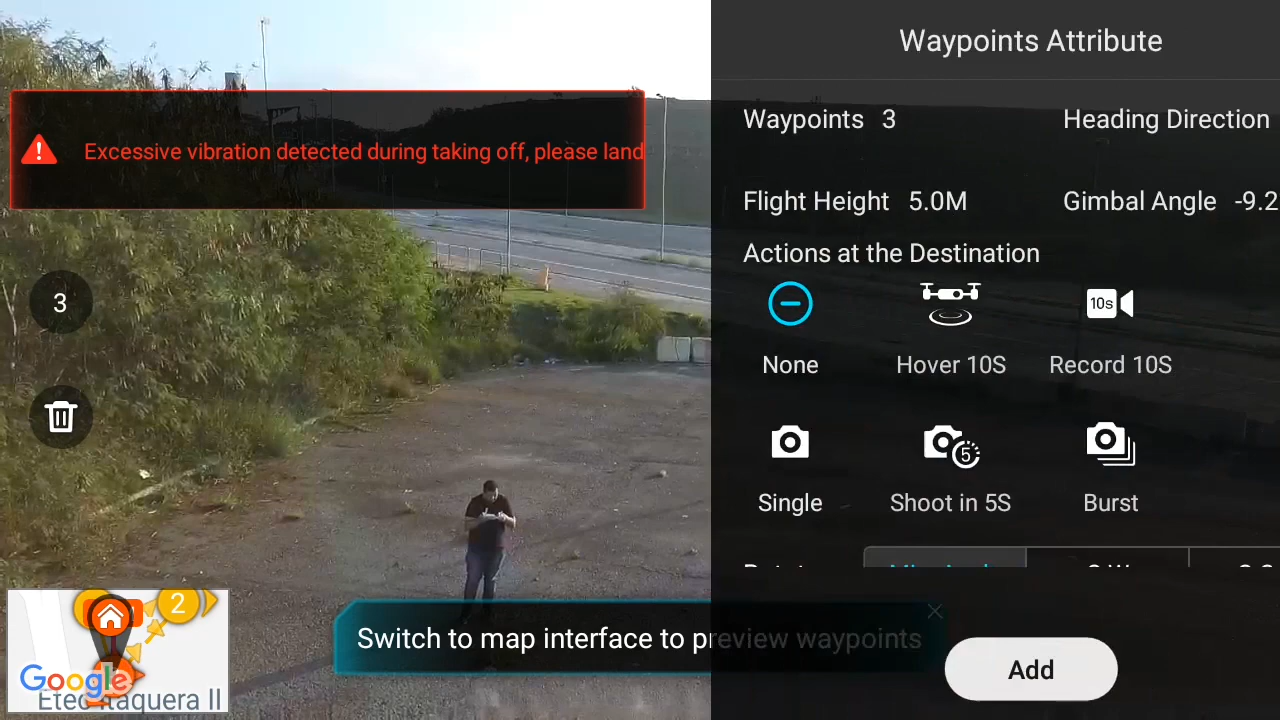 Waypoints Attribute
Waypoints 3
Heading Direction
Excessive vibration detected during taking off, please land
Flight Height 5.0M
Gimbal Angle -9.2
Actions at the Destination
3
10s
None
Hover 10S
Record 10S
5
Single
Shoot in 5S
Burst
2
Switch to map interface to preview waypoints
Add
Google
Etec Itaquera II